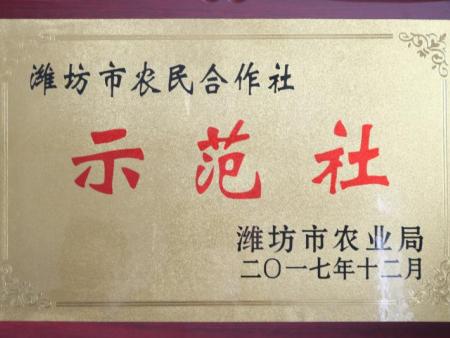 潍坊市农民合作社
示范社
潍坊市农业局
二〇一七年十二月